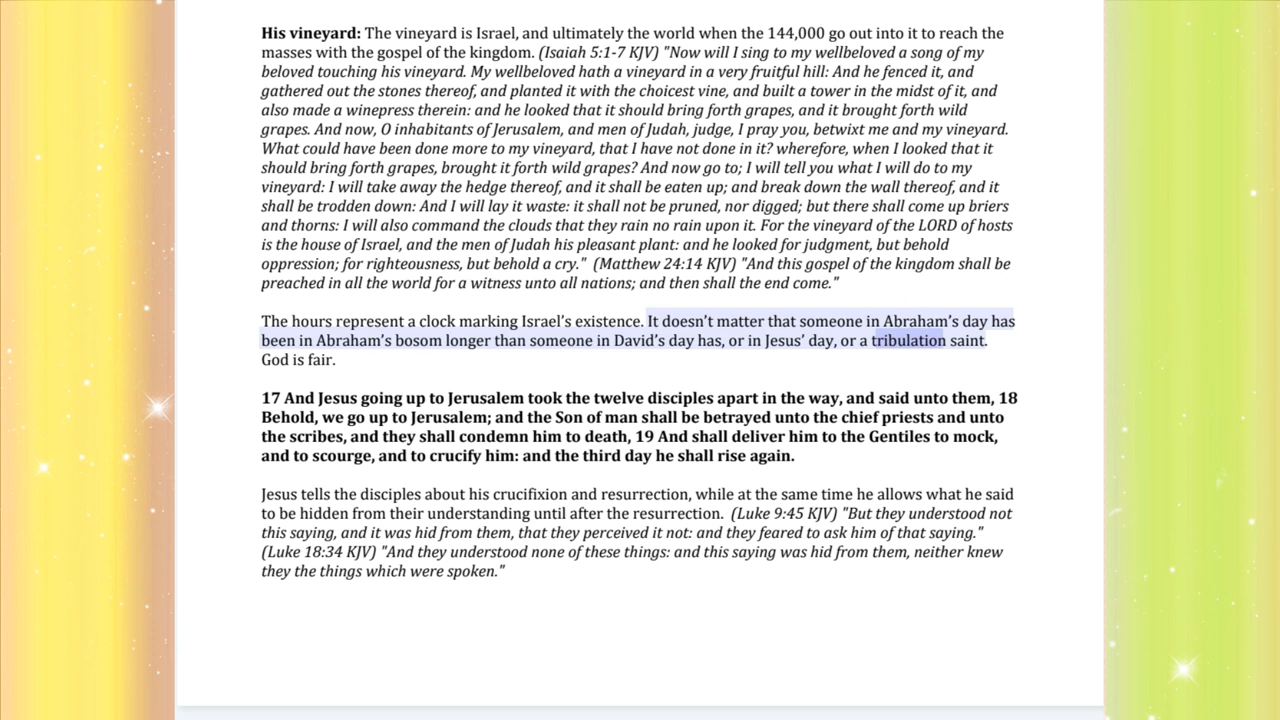 His vineyard: The vineyard is Israel, and ultimately the world when the 144,000 go out into it to reach the
masses with the gospel of the kingdom. (Isaiah 5:1-7 KJV) "Now will I sing to my wellbeloved a song of my
beloved touching his vineyard. My wellbeloved hath a vineyard in a very fruitful hill: And he fenced it, and
gathered out the stones thereof, and planted it with the choicest vine, and built a tower in the midst of it, and
also made a winepress therein: and he looked that it should bring forth grapes, and it brought forth wild
grapes. And now, O inhabitants of Jerusalem, and men of Judah, judge, I pray you, betwixt me and my vineyard.
What could have been done more to my vineyard, that I have not done in it? wherefore, when I looked that it
should bring forth grapes, brought it forth wild grapes? And now go to; I will tell you what I will do to my
vineyard: I will take away the hedge thereof, and it shall be eaten up; and break down the wall thereof, and it
shall be trodden down: And I will lay it waste: it shall not be pruned, nor digged; but there shall come up briers
and thorns: I will also command the clouds that they rain no rain upon it. For the vineyard of the LORD of hosts
is the house of Israel, and the men of Judah his pleasant plant: and he looked for judgment, but behold
oppression; for righteousness, but behold a cry."  (Matthew 24:14 KJV) "And this gospel of the kingdom shall be
preached in all the world for a witness unto all nations; and then shall the end come."
The hours represent a clock marking Israel’s existence. It doesn’t matter that someone in Abraham’s day has
been in Abraham’s bosom longer than someone in David’s day has, or in Jesus’ day, or a tribulation saint.
God is fair.
17 And Jesus going up to Jerusalem took the twelve disciples apart in the way, and said unto them, 18
Behold, we go up to Jerusalem; and the Son of man shall be betrayed unto the chief priests and unto
the scribes, and they shall condemn him to death, 19 And shall deliver him to the Gentiles to mock,
and to scourge, and to crucify him: and the third day he shall rise again.
Jesus tells the disciples about his crucifixion and resurrection, while at the same time he allows what he said
to be hidden from their understanding until after the resurrection.  (Luke 9:45 KJV) "But they understood not
this saying, and it was hid from them, that they perceived it not: and they feared to ask him of that saying."
(Luke 18:34 KJV) "And they understood none of these things: and this saying was hid from them, neither knew
they the things which were spoken."